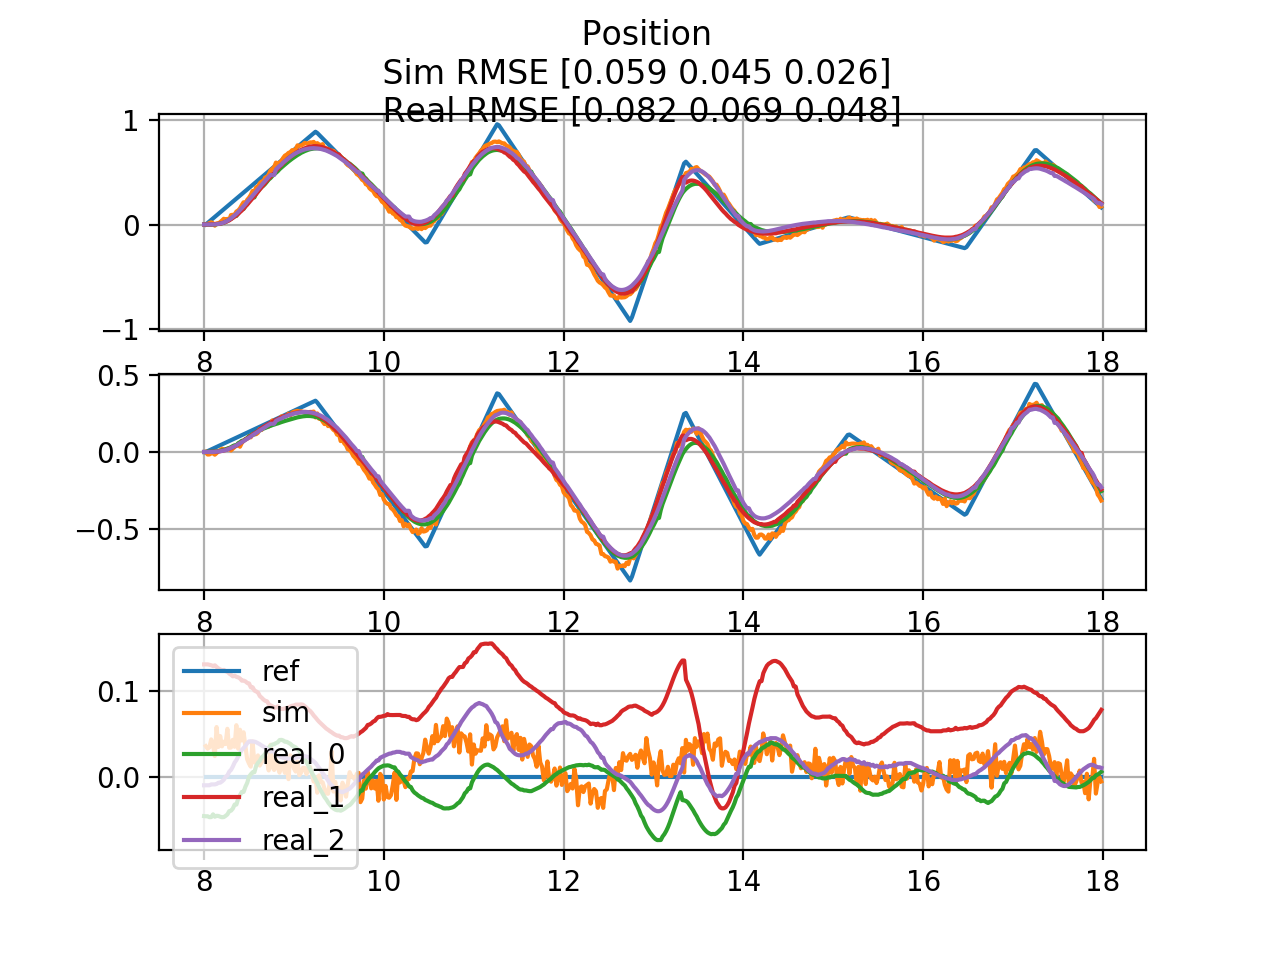 Position
Sim RMSE [0.059 0.045 0.026]
Real RMSE [0.082 0.069 0.048]
1
0
−1
8 10 12 14 16 18
0.5
0.0
−0.5
8 10 12 14 16 18
0.1
0.0
ref
sim
real_0
real_1
real_2
8 10 12 14 16 18